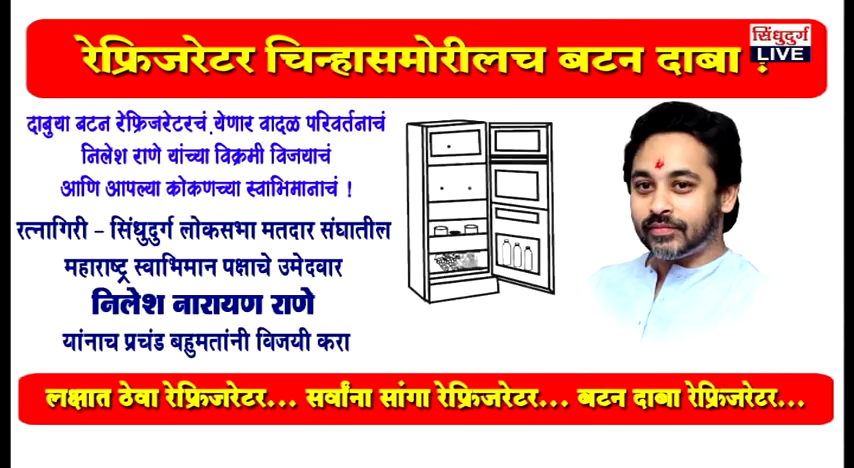 सिंधुदुर्ग
LIVE
रेफ्रिजरेटर चिन्हासमोरीलच बटन दाबा !
दाबुया बटन रेफ्रिजरेटरचं, येणार वादळ परिवर्तनाचं
निलेश राणे यांच्या विक्रमी विजयाचं
आणि आपल्या कोकणच्या स्वाभिमानाचं !
रत्नागिरी - सिंधुदुर्ग लोकसभा मतदार संघातील
महाराष्ट्र स्वाभिमान पक्षाचे उमेदवार
निलेश नारायण राणे
यांनाच प्रचंड बहुमतांनी विजयी करा
लक्षात ठेवा रेफ्रिजरेटर... सर्वांना सांगा रेफ्रिजरेटर... बटन दाबा रेफ्रिजरेटर...